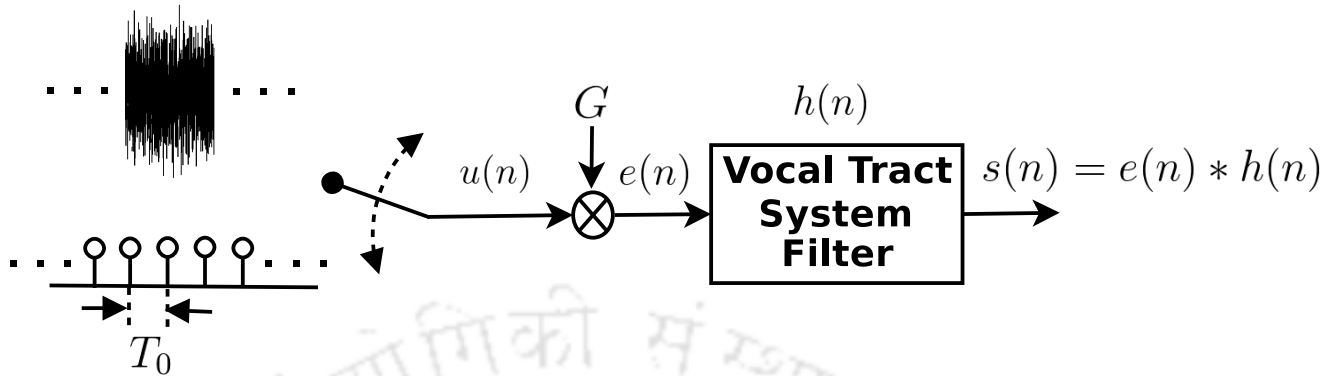 G
h(n)
u(n)
e(n)
Vocal Tract
System
Filter
s(n) = e(n) ∗ h(n)
T₀